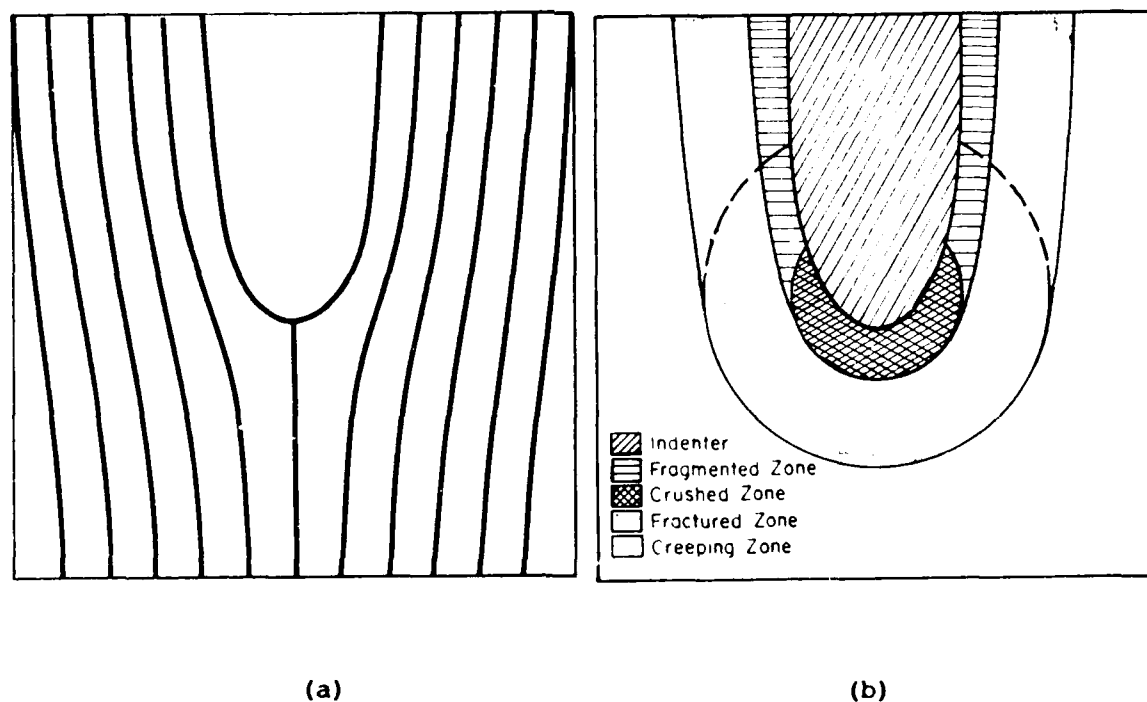 Indenter
Fragmented Zone
Crushed Zone
Fractured Zone
Creeping Zone
(a)
(b)